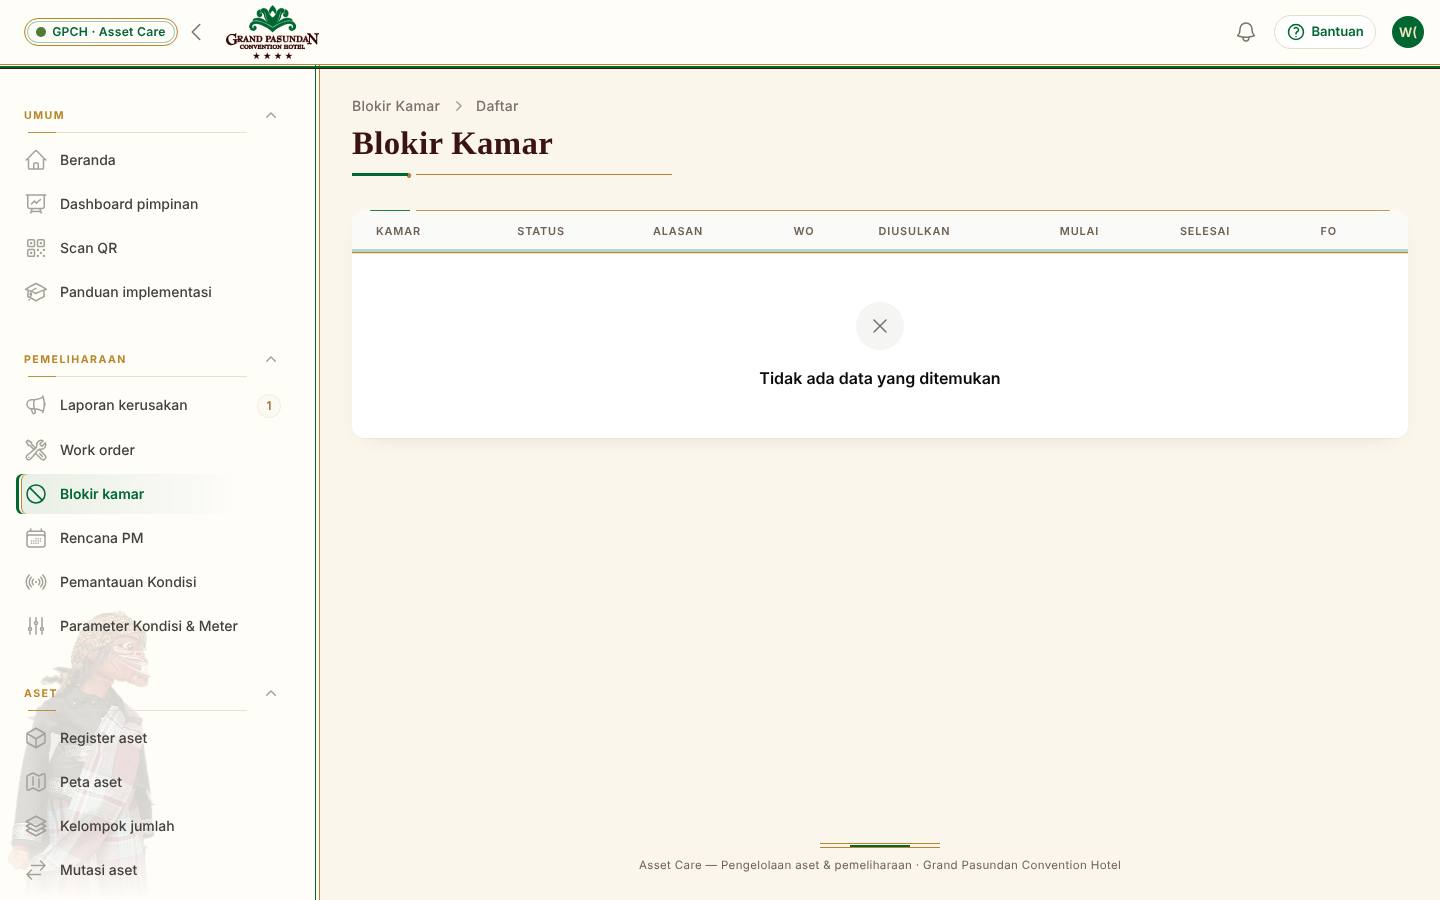 GPCH · Asset Care
GRAND PASUNDAN
CONVENTION HOTEL
Bantuan
W(
UMUM
Beranda
Dashboard pimpinan
Scan QR
Panduan implementasi
PEMELIHARAAN
Laporan kerusakan 1
Work order
Blokir kamar
Rencana PM
Pemantauan Kondisi
Parameter Kondisi & Meter
ASET
Register aset
Peta aset
Kelompok jumlah
Mutasi aset
Blokir Kamar > Daftar
Blokir Kamar
KAMAR STATUS ALASAN WO DIUSULKAN MULAI SELESAI FO
Tidak ada data yang ditemukan
Asset Care — Pengelolaan aset & pemeliharaan · Grand Pasundan Convention Hotel